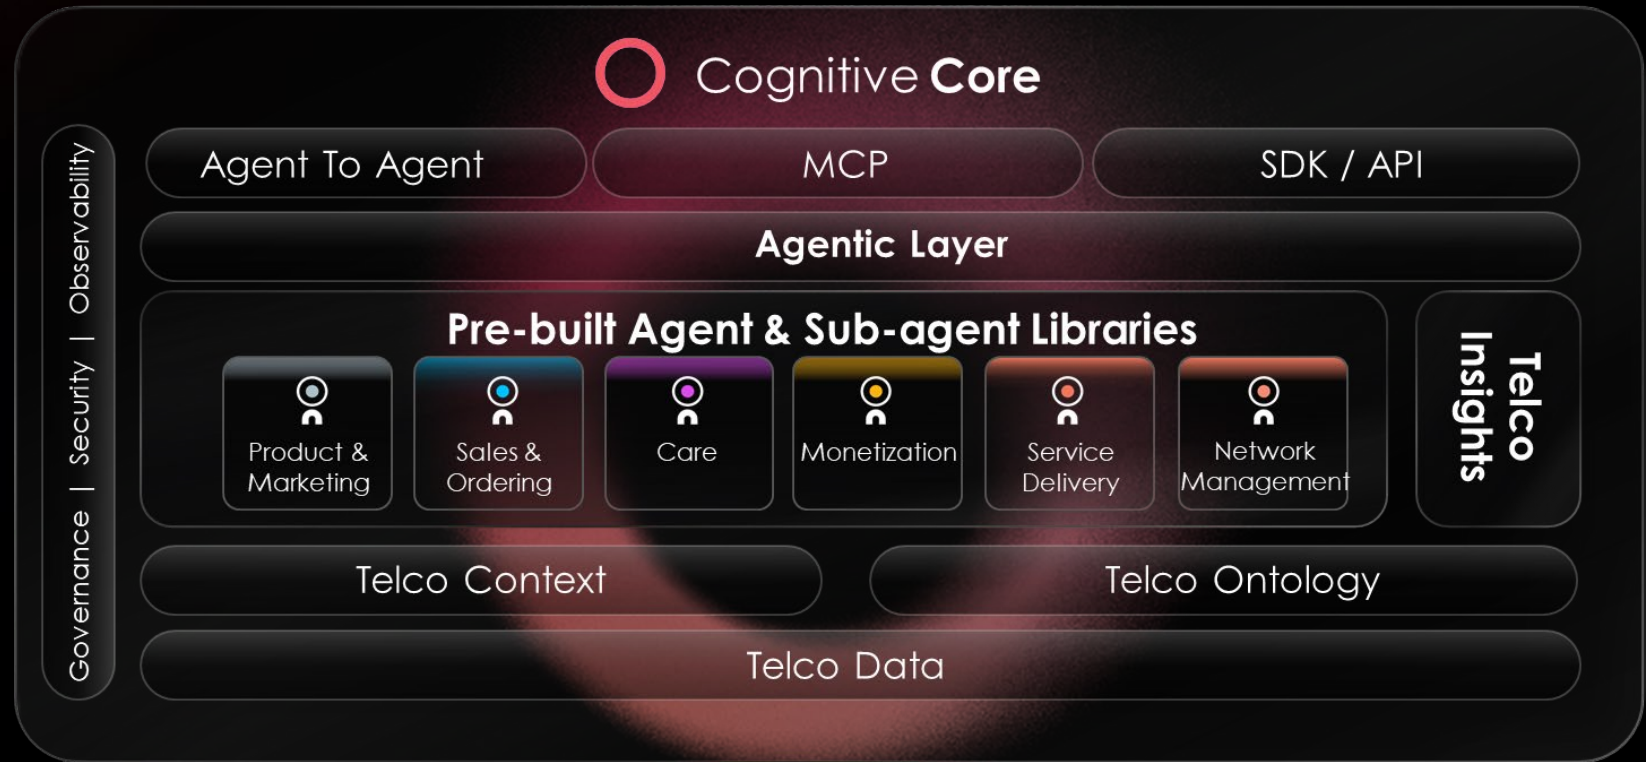 Cognitive Core
Governance | Security | Observability
Agent To Agent
MCP
SDK / API
Agentic Layer
Pre-built Agent & Sub-agent Libraries
Product &
Marketing
Sales &
Ordering
Care
Monetization
Service
Delivery
Network
Management
Telco
Insights
Telco Context
Telco Ontology
Telco Data